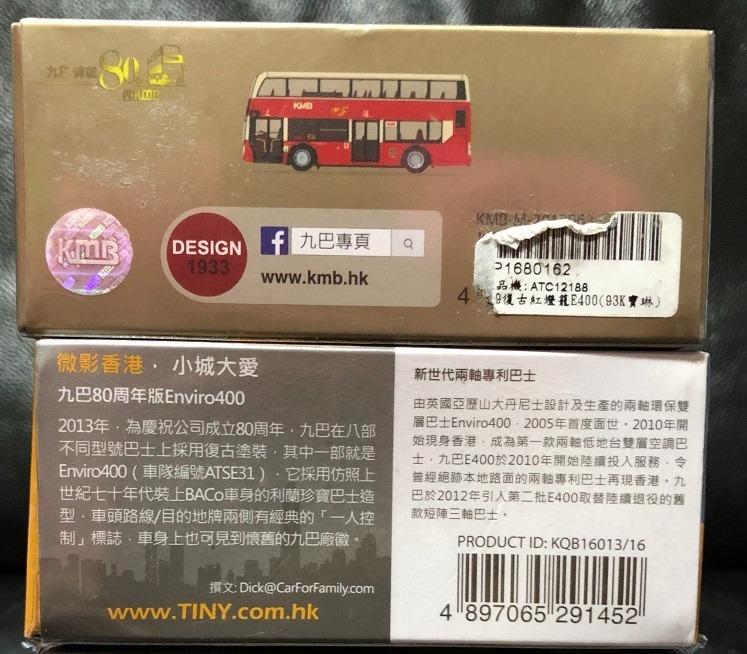 九巴 80
KMB
KMB
KMB
DESIGN
1933
九巴專頁
www.kmb.hk
P1680162
品機: ATC12188
9復古紅燈籠E400(93K寶琳)
4
微影香港，小城大愛
九巴80周年版Enviro400
2013年，為慶祝公司成立80周年，九巴在八部
不同型號巴士上採用復古塗裝，其中一部就是
Enviro400（車隊編號ATSE31），它採用仿照上
世紀七十年代裝上BACo車身的利蘭珍寶巴士造
型，車頭路線/目的地牌兩側有經典的「一人控
制」標誌，車身上也可見到懷舊的九巴廠徽。
撰文: Dick@CarForFamily.com
www.TINY.com.hk
新世代兩軸專利巴士
由英國亞歷山大丹尼士設計及生產的兩軸環保雙
層巴士Enviro400，2005年首度面世。2010年開
始現身香港，成為第一款兩軸低地台雙層空調巴
士，九巴E400於2010年開始陸續投入服務，令
曾經絕跡本地路面的兩軸專利巴士再現香港。九
巴於2012年引入第二批E400取替陸續退役的舊
款短陣三軸巴士。
PRODUCT ID: KQB16013/16
4 897065 291452